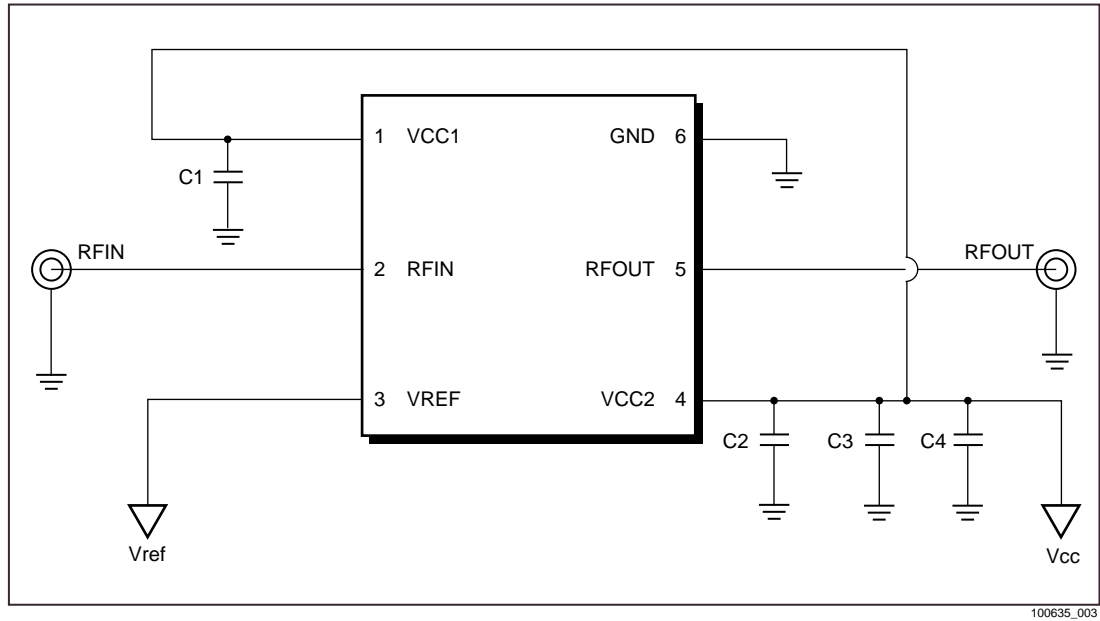 1 VCC1
GND 6
C1
RFIN
2 RFIN
RFOUT 5
RFOUT
3 VREF
VCC2 4
C2
C3
C4
Vref
Vcc
100635_003